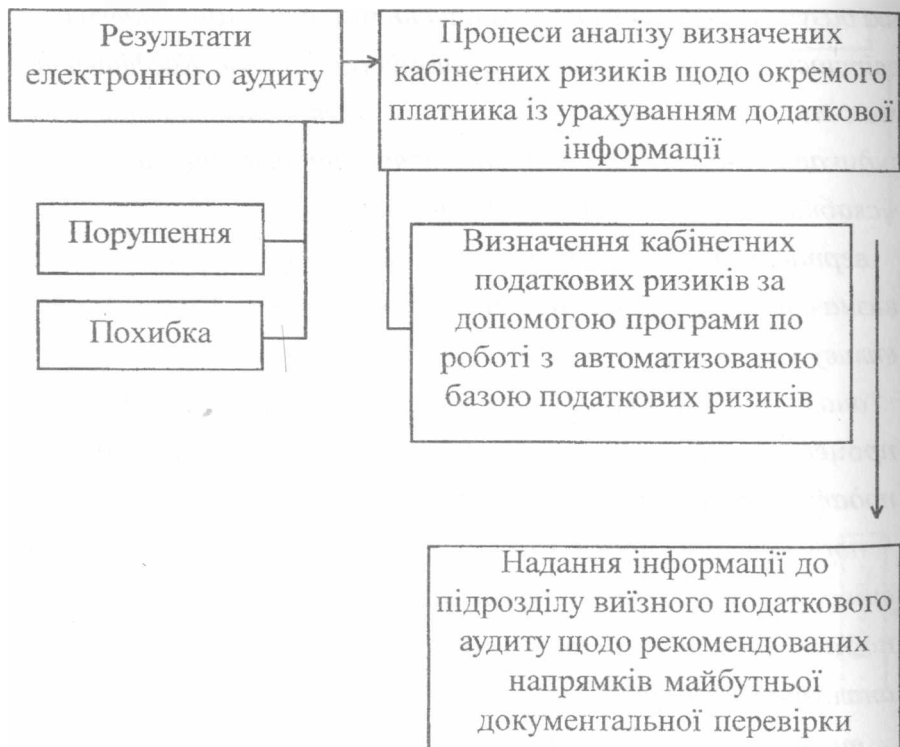 Результати
електронного аудиту
Процеси аналізу визначених
кабінетних ризиків щодо окремого
платника із урахуванням додаткової
інформації
Порушення
Похибка
Визначення кабінетних
податкових ризиків за
допомогою програми по
роботі з автоматизованою
базою податкових ризиків
Надання інформації до
підрозділу виїзного податкового
аудиту щодо рекомендованих
напрямків майбутньої
документальної перевірки